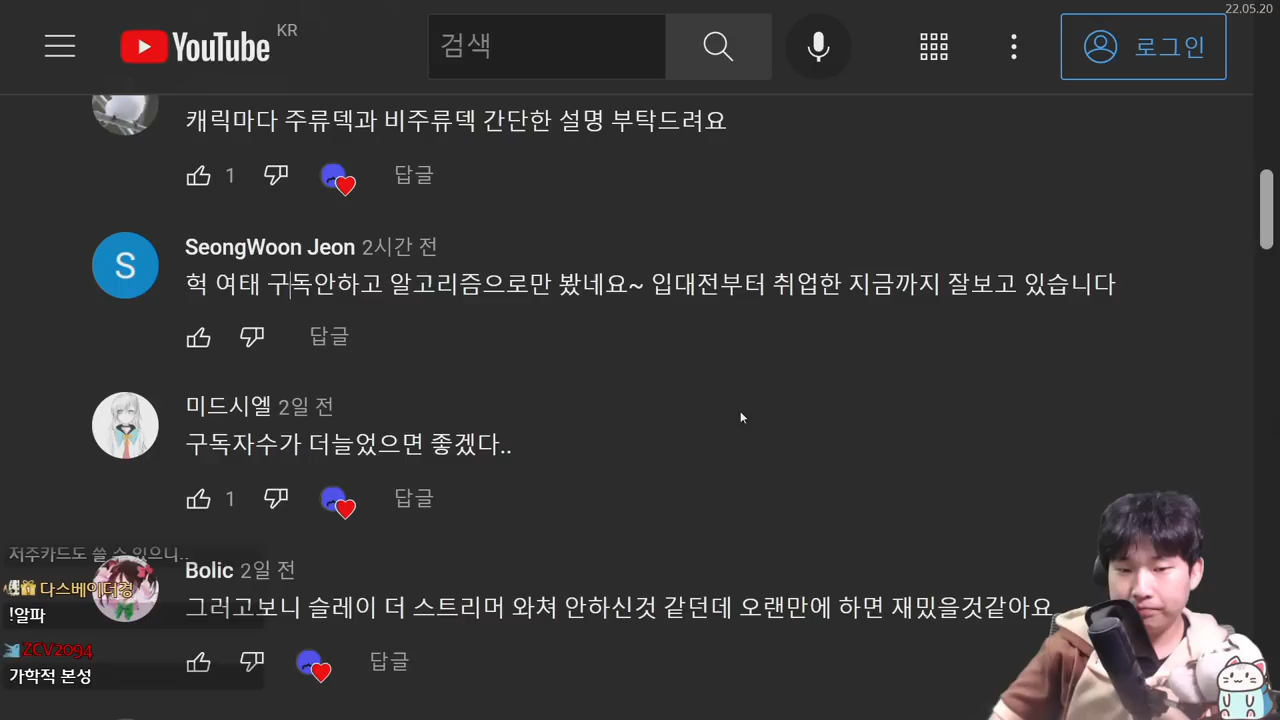 22.05.20
YouTube KR
검색
로그인
캐릭마다 주류덱과 비주류덱 간단한 설명 부탁드려요
1
답글
S
SeongWoon Jeon 2시간 전
헉 여태 구독안하고 알고리즘으로만 봤네요~ 입대전부터 취업한 지금까지 잘보고 있습니다
답글
미드시엘 2일 전
구독자수가 더늘었으면 좋겠다..
1
답글
저주카드도 쓸 수 있으니..
Bolic 2일 전
다스베이더경
그러고보니 슬레이 더 스트리머 와쳐 안하신것 같던데 오랜만에 하면 재밌을것같아요
!알파
ZCV2094
답글
가학적 본성